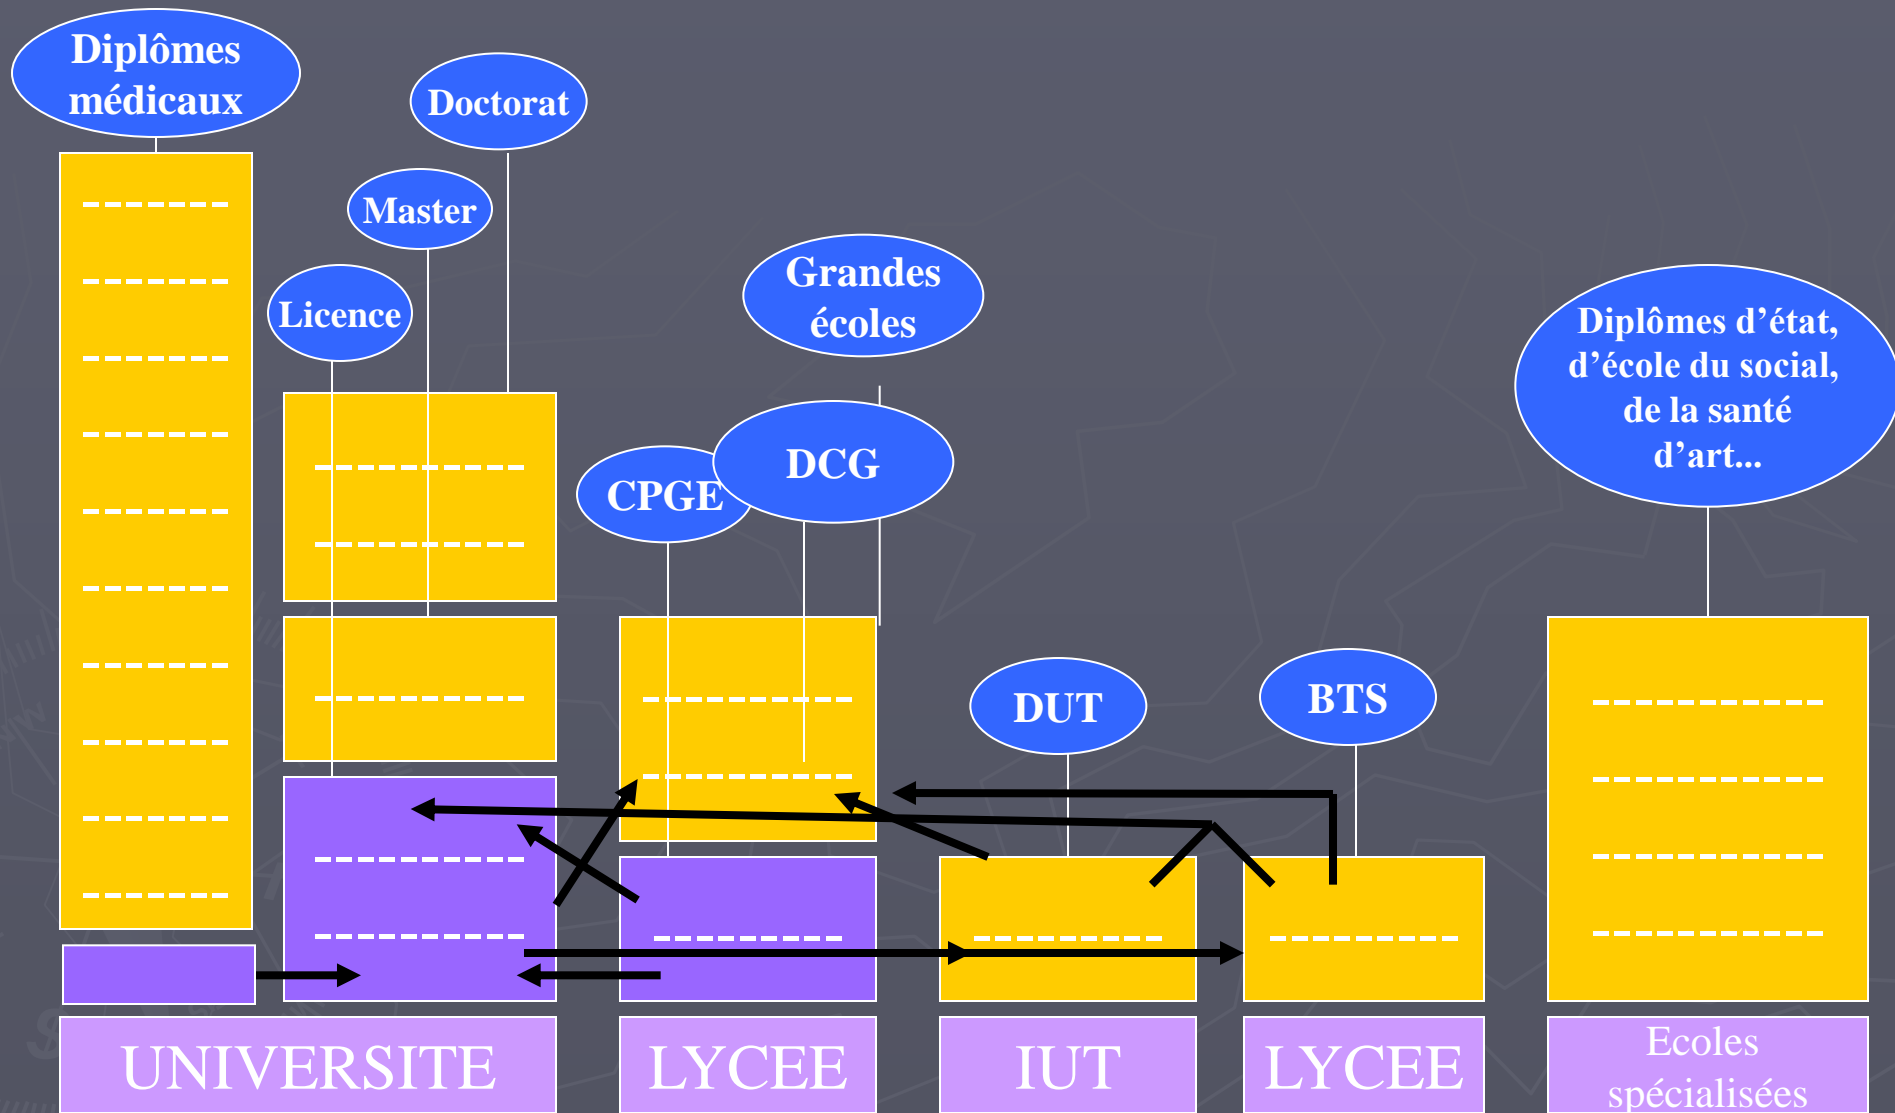 Diplômes
médicaux
Doctorat
Master
Licence
Grandes
écoles
DCG
CPGE
Diplômes d'état,
d'école du social,
de la santé
d'art...
DUT
BTS
UNIVERSITE
LYCEE
IUT
LYCEE
Ecoles
spécialisées